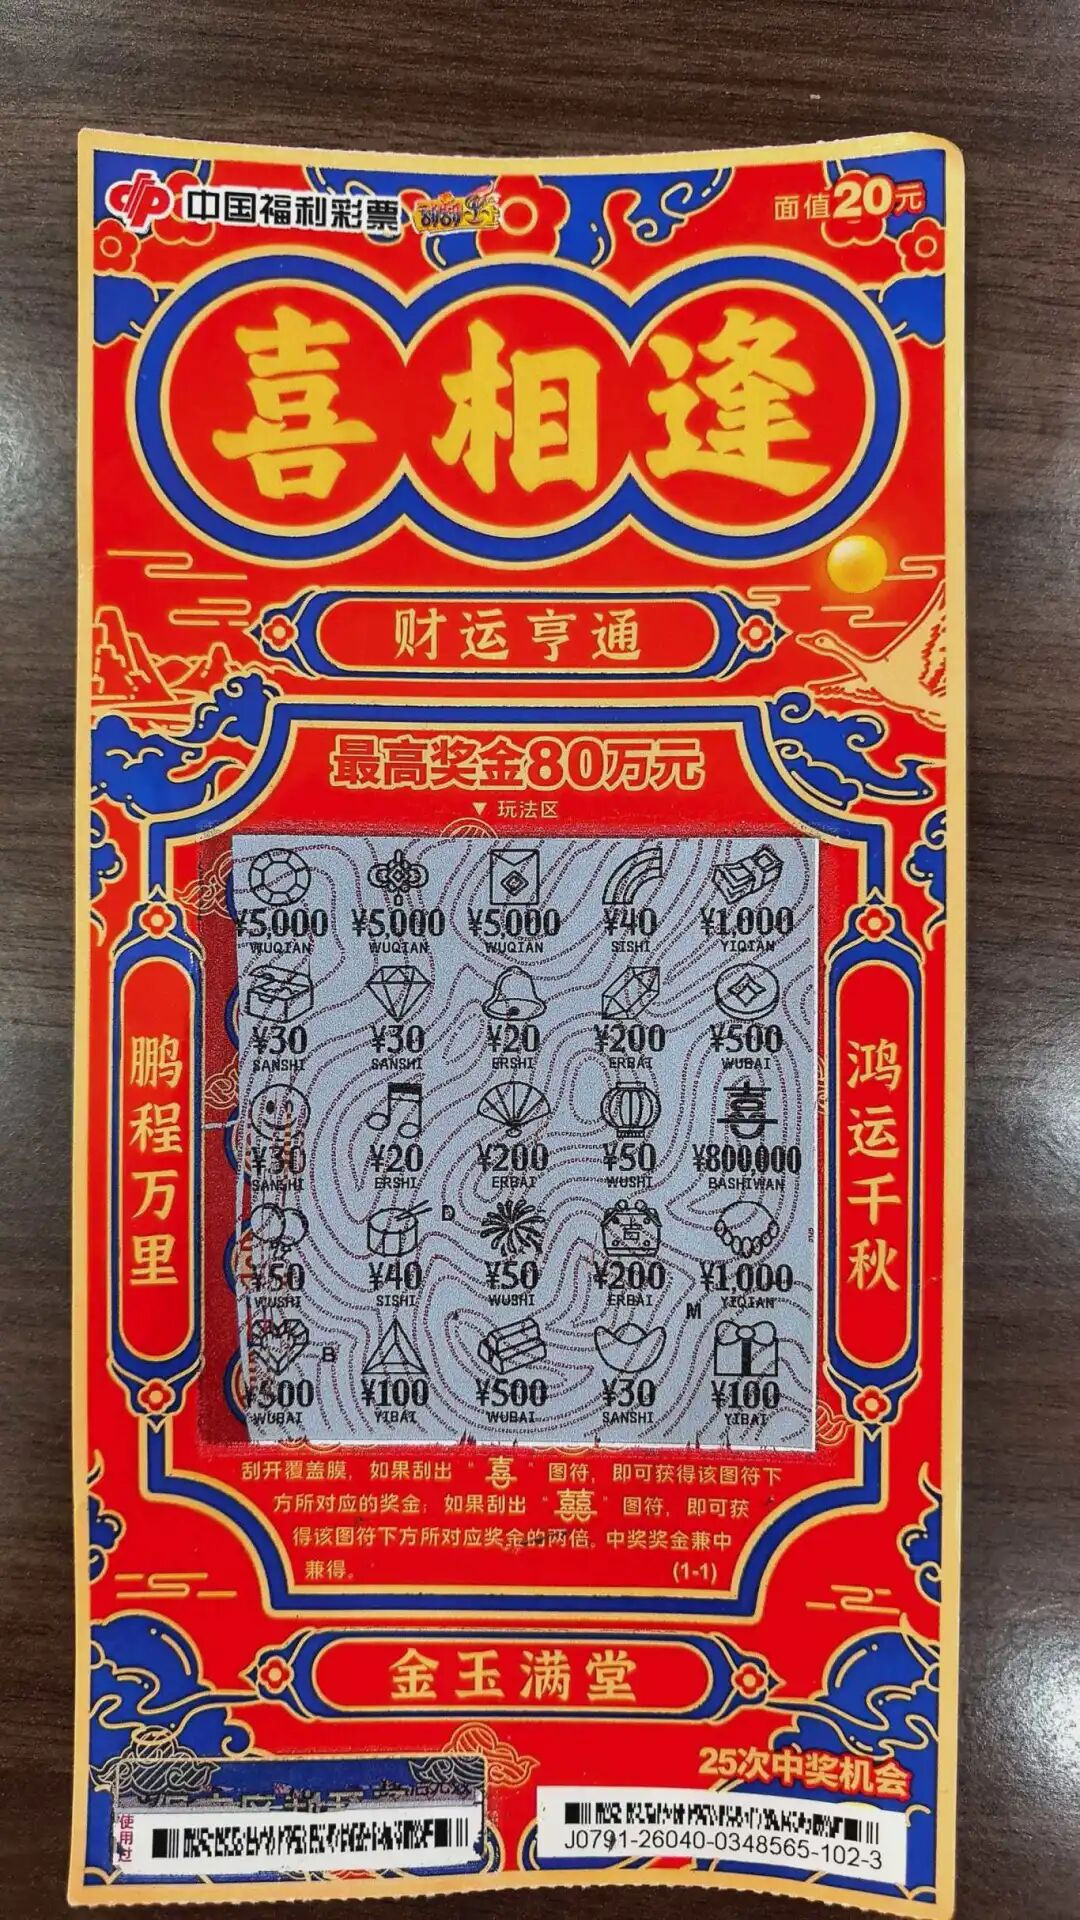 中国福利彩票 刮刮乐 面值20元
喜相逢
财运亨通
最高奖金80万元
▼ 玩法区
¥5,000 ¥5,000 ¥5,000 ¥40 ¥1,000
WUQIAN WUQIAN WUQIAN SISHI YIQIAN
¥30 ¥30 ¥20 ¥200 ¥500
SANSHI SANSHI ERSHI ERBAI WUBAI
喜
¥30 ¥20 ¥200 ¥50 ¥800,000
SANSHI ERSHI ERBAI WUSHI BASHIWAN
D
¥50 ¥40 ¥50 ¥200 ¥1,000
WUSHI SISHI WUSHI ERBAI YIQIAN
M
B
¥500 ¥100 ¥500 ¥30 ¥100
WUBAI YIBAI WUBAI SANSHI YIBAI
鹏程万里
鸿运千秋
刮开覆盖膜，如果刮出“喜”图符，即可获得该图符下
方所对应的奖金；如果刮出“囍”图符，即可获
得该图符下方所对应奖金的两倍。中奖奖金兼中
兼得。 (1-1)
金玉满堂
25次中奖机会
使用过
J0791-26040-0348565-102-3